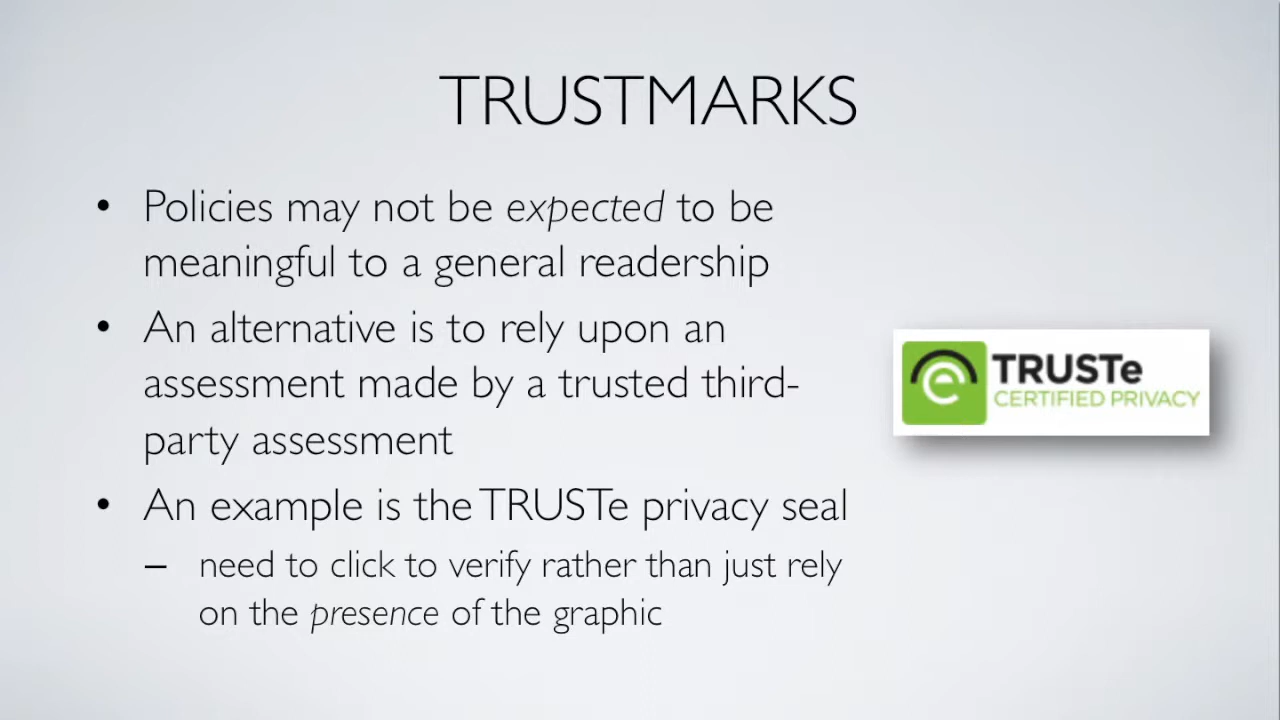 TRUSTMARKS
• Policies may not be expected to be
meaningful to a general readership
• An alternative is to rely upon an
assessment made by a trusted third-
party assessment
• An example is the TRUSTe privacy seal
– need to click to verify rather than just rely
on the presence of the graphic
e TRUSTe
CERTIFIED PRIVACY